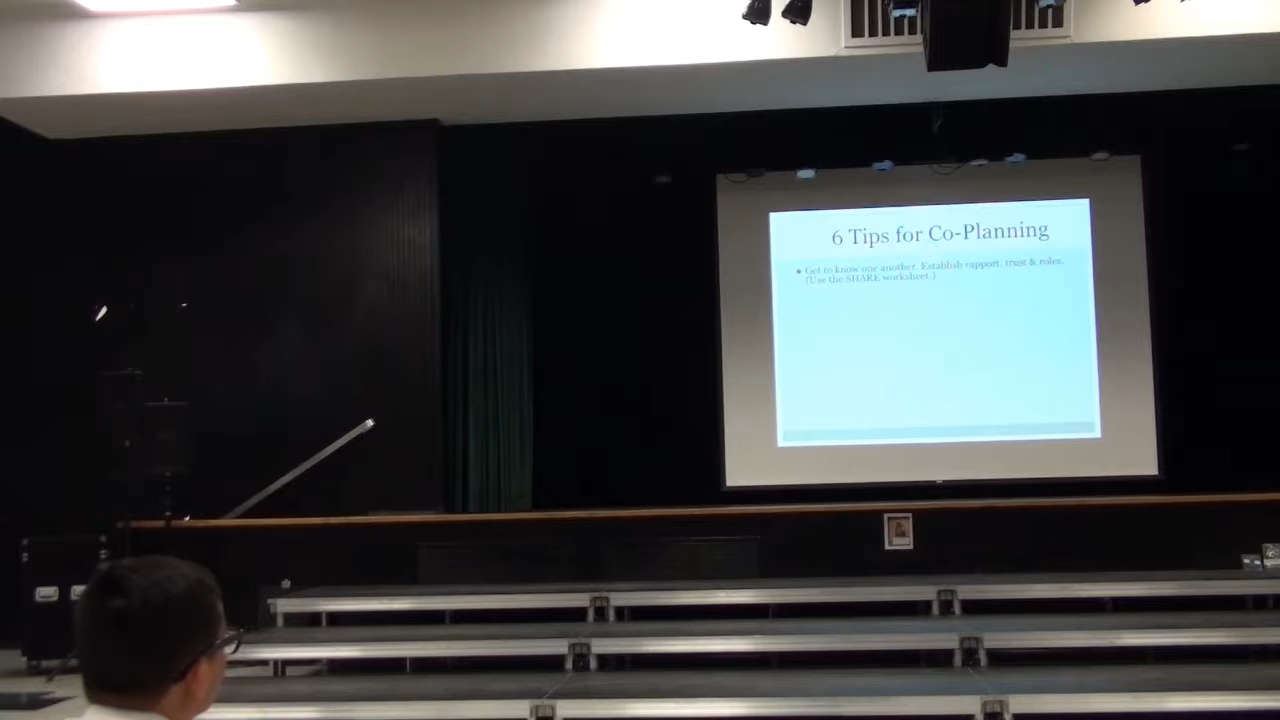 6 Tips for Co-Planning
• Get to know one another. Establish rapport, trust & roles.
(Use the SHARE worksheet.)